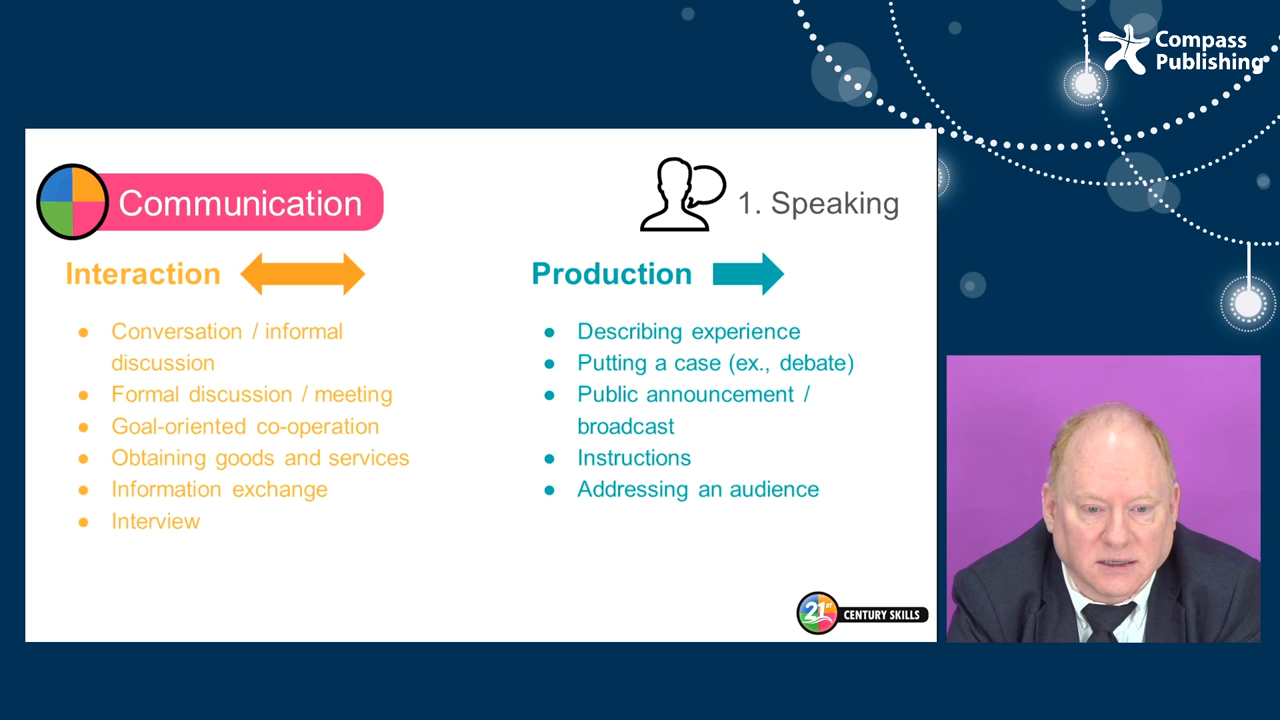 Compass
Publishing
Communication
1. Speaking
Interaction
Conversation / informal
discussion
Formal discussion / meeting
Goal-oriented co-operation
Obtaining goods and services
Information exchange
Interview
Production
Describing experience
Putting a case (ex., debate)
Public announcement /
broadcast
Instructions
Addressing an audience
21ST CENTURY SKILLS